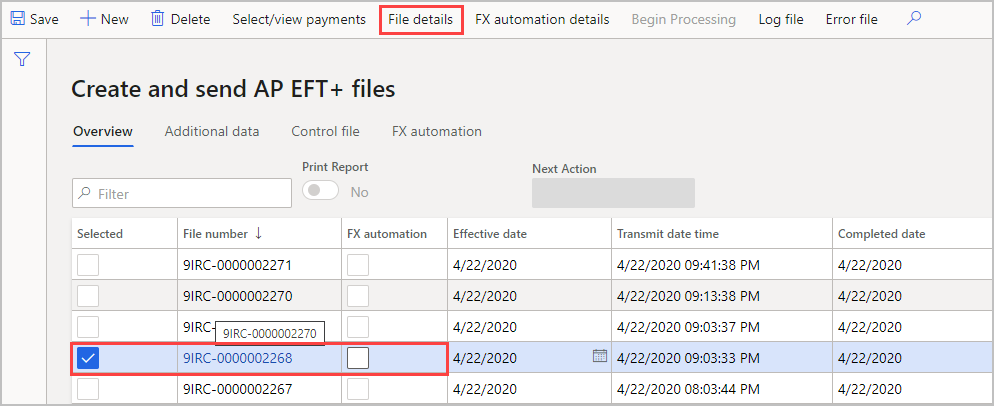 Save New Delete Select/view payments File details FX automation details Begin Processing Log file Error file
Create and send AP EFT+ files
Overview Additional data Control file FX automation
Print Report Next Action
Filter No
Selected File number ↓ FX automation Effective date Transmit date time Completed date
9IRC-0000002271 4/22/2020 4/22/2020 09:41:38 PM 4/22/2020
9IRC-0000002270 4/22/2020 4/22/2020 09:13:38 PM 4/22/2020
9IRC- 4/22/2020 4/22/2020 09:03:37 PM 4/22/2020
9IRC-0000002270
9IRC-0000002268 4/22/2020 4/22/2020 09:03:33 PM 4/22/2020
9IRC-0000002267 4/22/2020 4/22/2020 08:03:44 PM 4/22/2020